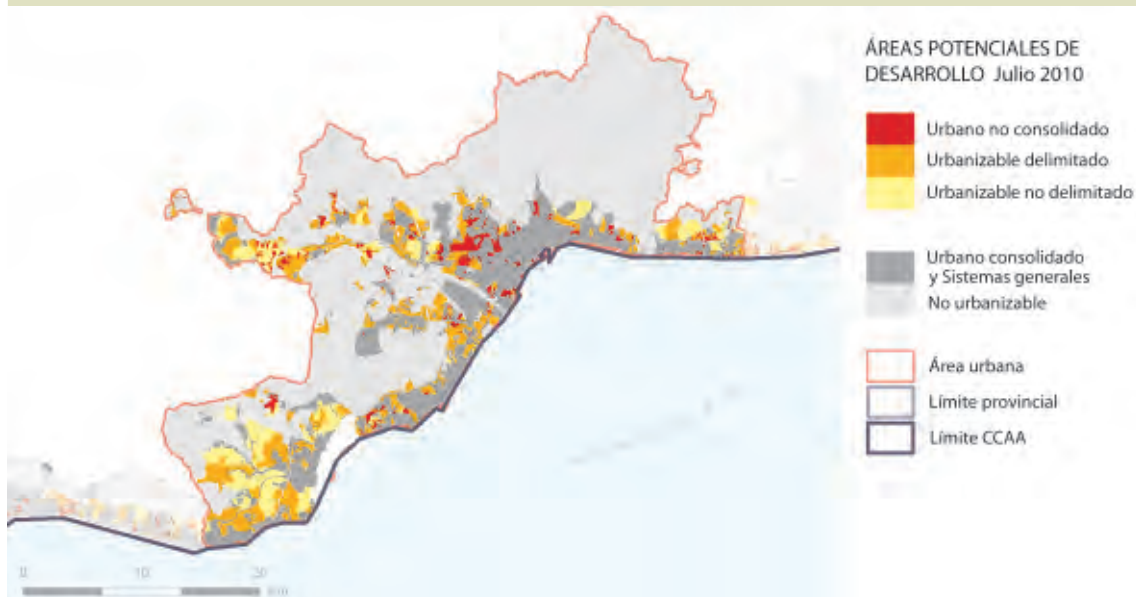 ÁREAS POTENCIALES DE
DESARROLLO Julio 2010
Urbano no consolidado
Urbanizable delimitado
Urbanizable no delimitado
Urbano consolidado
y Sistemas generales
No urbanizable
Área urbana
Límite provincial
Límite CCAA
0 10 20
km